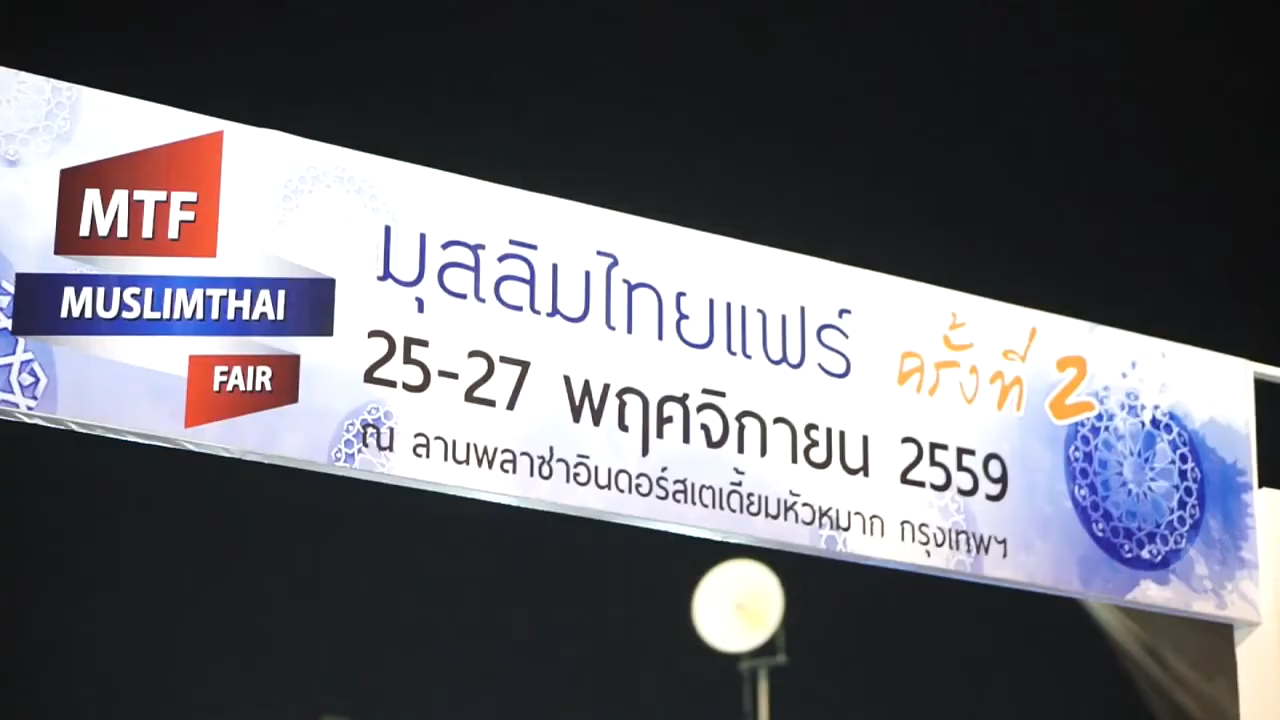 MTF
MUSLIMTHAI
FAIR
มุสลิมไทยแฟร์ ครั้งที่ 2
25-27 พฤศจิกายน 2559
ณ ลานพลาซ่าอินดอร์สเตเดี้ยมหัวหมาก กรุงเทพฯ